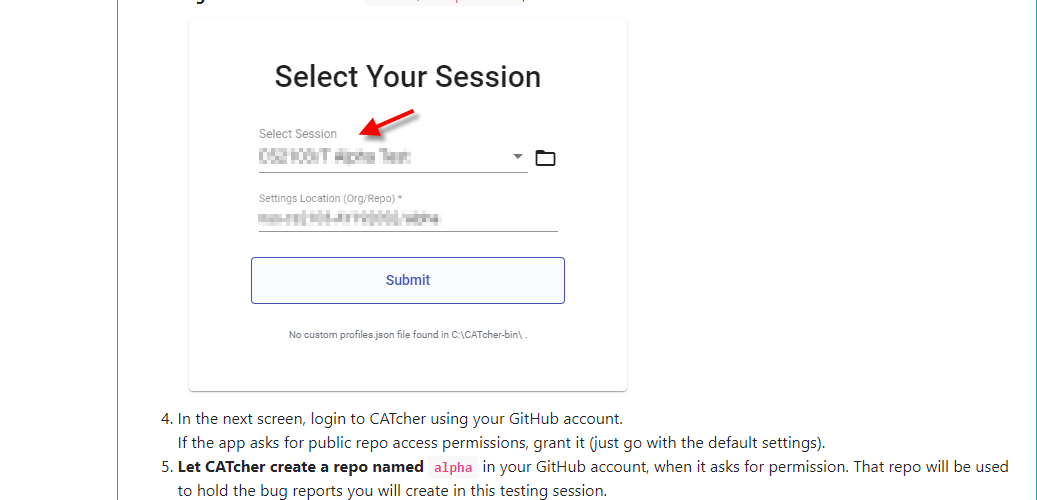 Select Your Session
Select Session
Settings Location (Org/Repo) *
Submit
No custom profiles.json file found in C:\CATcher-bin\ .
4. In the next screen, login to CATcher using your GitHub account.
If the app asks for public repo access permissions, grant it (just go with the default settings).
5. Let CATcher create a repo named alpha in your GitHub account, when it asks for permission. That repo will be used
to hold the bug reports you will create in this testing session.